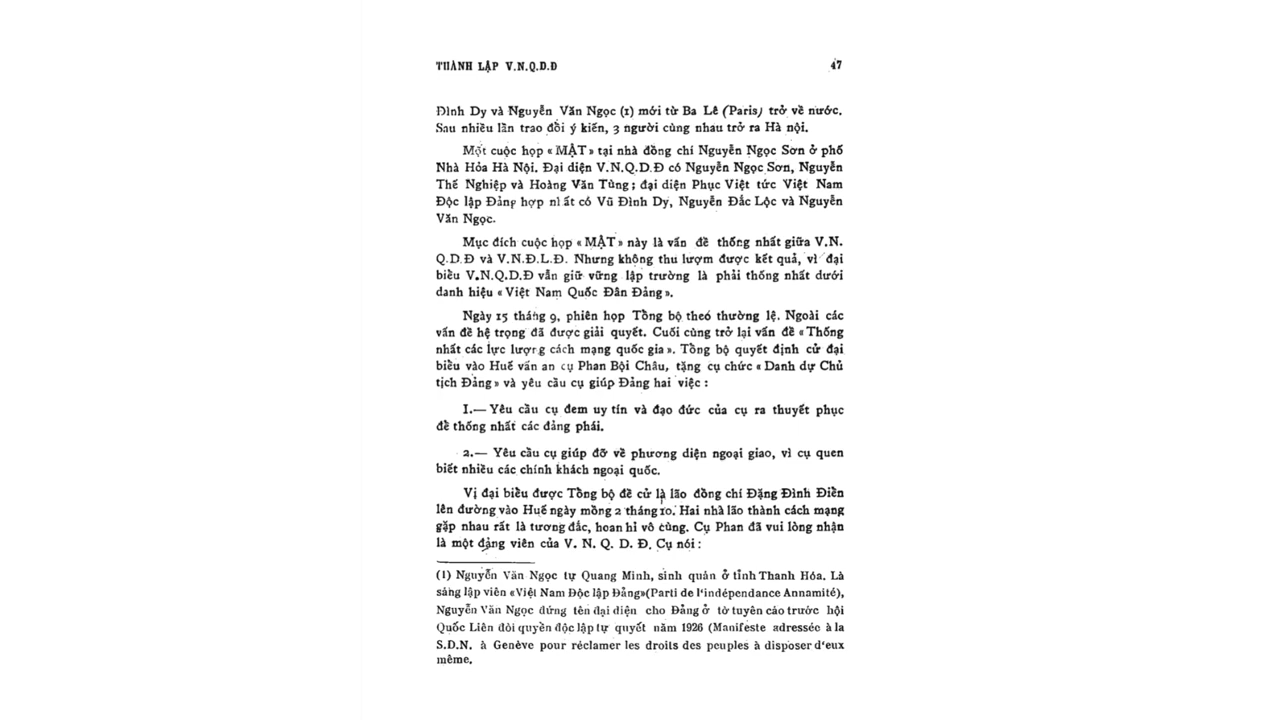 THÀNH LẬP V.N.Q.D.Đ 47
Đình Dy và Nguyễn Văn Ngọc (1) mới từ Ba Lê (Paris) trở về nước.
Sau nhiều lần trao đổi ý kiến, 3 người cùng nhau trở ra Hà nội.
Một cuộc họp « MẬT » tại nhà đồng chí Nguyễn Ngọc Sơn ở phố
Nhà Hỏa Hà Nội. Đại diện V.N.Q.D.Đ có Nguyễn Ngọc Sơn, Nguyễn
Thế Nghiệp và Hoàng Văn Tùng ; đại diện Phục Việt tức Việt Nam
Độc lập Đảng hợp nhất có Vũ Đình Dy, Nguyễn Đắc Lộc và Nguyễn
Văn Ngọc.
Mục đích cuộc họp « MẬT » này là vấn đề thống nhất giữa V.N.
Q.D.Đ và V.N.Đ.L.Đ. Nhưng không thu lượm được kết quả, vì đại
biểu V.N.Q.D.Đ vẫn giữ vững lập trường là phải thống nhất dưới
danh hiệu « Việt Nam Quốc Dân Đảng ».
Ngày 15 tháng 9, phiên họp Tổng bộ theo thường lệ. Ngoài các
vấn đề hệ trọng đã được giải quyết. Cuối cùng trở lại vấn đề « Thống
nhất các lực lượng cách mạng quốc gia ». Tổng bộ quyết định cử đại
biểu vào Huế vấn an cụ Phan Bội Châu, tặng cụ chức « Danh dự Chủ
tịch Đảng » và yêu cầu cụ giúp Đảng hai việc :
1.— Yêu cầu cụ đem uy tín và đạo đức của cụ ra thuyết phục
để thống nhất các đảng phái.
2.— Yêu cầu cụ giúp đỡ về phương diện ngoại giao, vì cụ quen
biết nhiều các chính khách ngoại quốc.
Vị đại biểu được Tổng bộ đề cử là lão đồng chí Đặng Đình Điền
lên đường vào Huế ngày mồng 2 tháng 10. Hai nhà lão thành cách mạng
gặp nhau rất là tương đắc, hoan hỉ vô cùng. Cụ Phan đã vui lòng nhận
là một đảng viên của V. N. Q. D. Đ. Cụ nói :
(1) Nguyễn Văn Ngọc tự Quang Minh, sinh quán ở tỉnh Thanh Hóa. Là
sáng lập viên «Việt Nam Độc lập Đảng»(Parti de l'indépendance Annamite),
Nguyễn Văn Ngọc đứng tên đại diện cho Đảng ở tờ tuyên cáo trước hội
Quốc Liên đòi quyền độc lập tự quyết năm 1926 (Manifeste adressée à la
S.D.N. à Genève pour réclamer les droits des peuples à disposer d'eux
même.